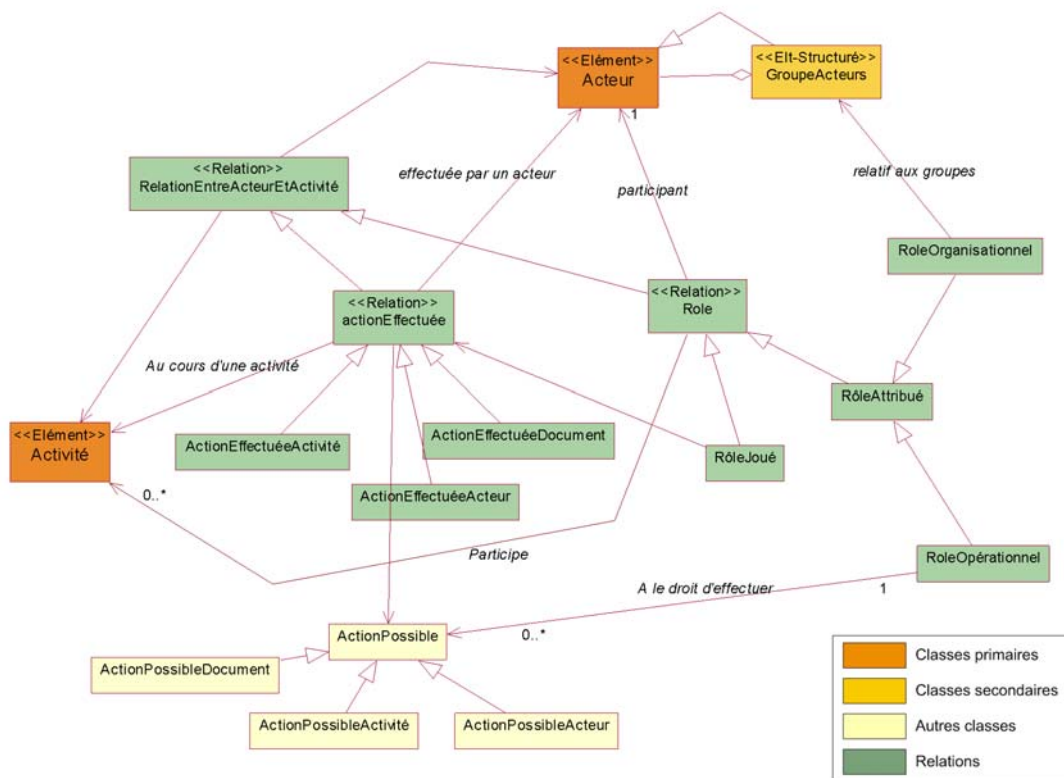 <<Elément>>
Acteur
<<Elt-Structuré>>
GroupeActeurs
1
<<Relation>>
RelationEntreActeurEtActivité
effectuée par un acteur
participant
relatif aux groupes
RoleOrganisationnel
<<Relation>>
actionEffectuée
<<Relation>>
Role
Au cours d'une activité
RôleAttribué
<<Elément>>
Activité
ActionEffectuéeActivité
ActionEffectuéeDocument
RôleJoué
ActionEffectuéeActeur
0..*
Participe
RoleOpérationnel
A le droit d'effectuer
1
0..*
ActionPossible
ActionPossibleDocument
ActionPossibleActivité
ActionPossibleActeur
Classes primaires
Classes secondaires
Autres classes
Relations